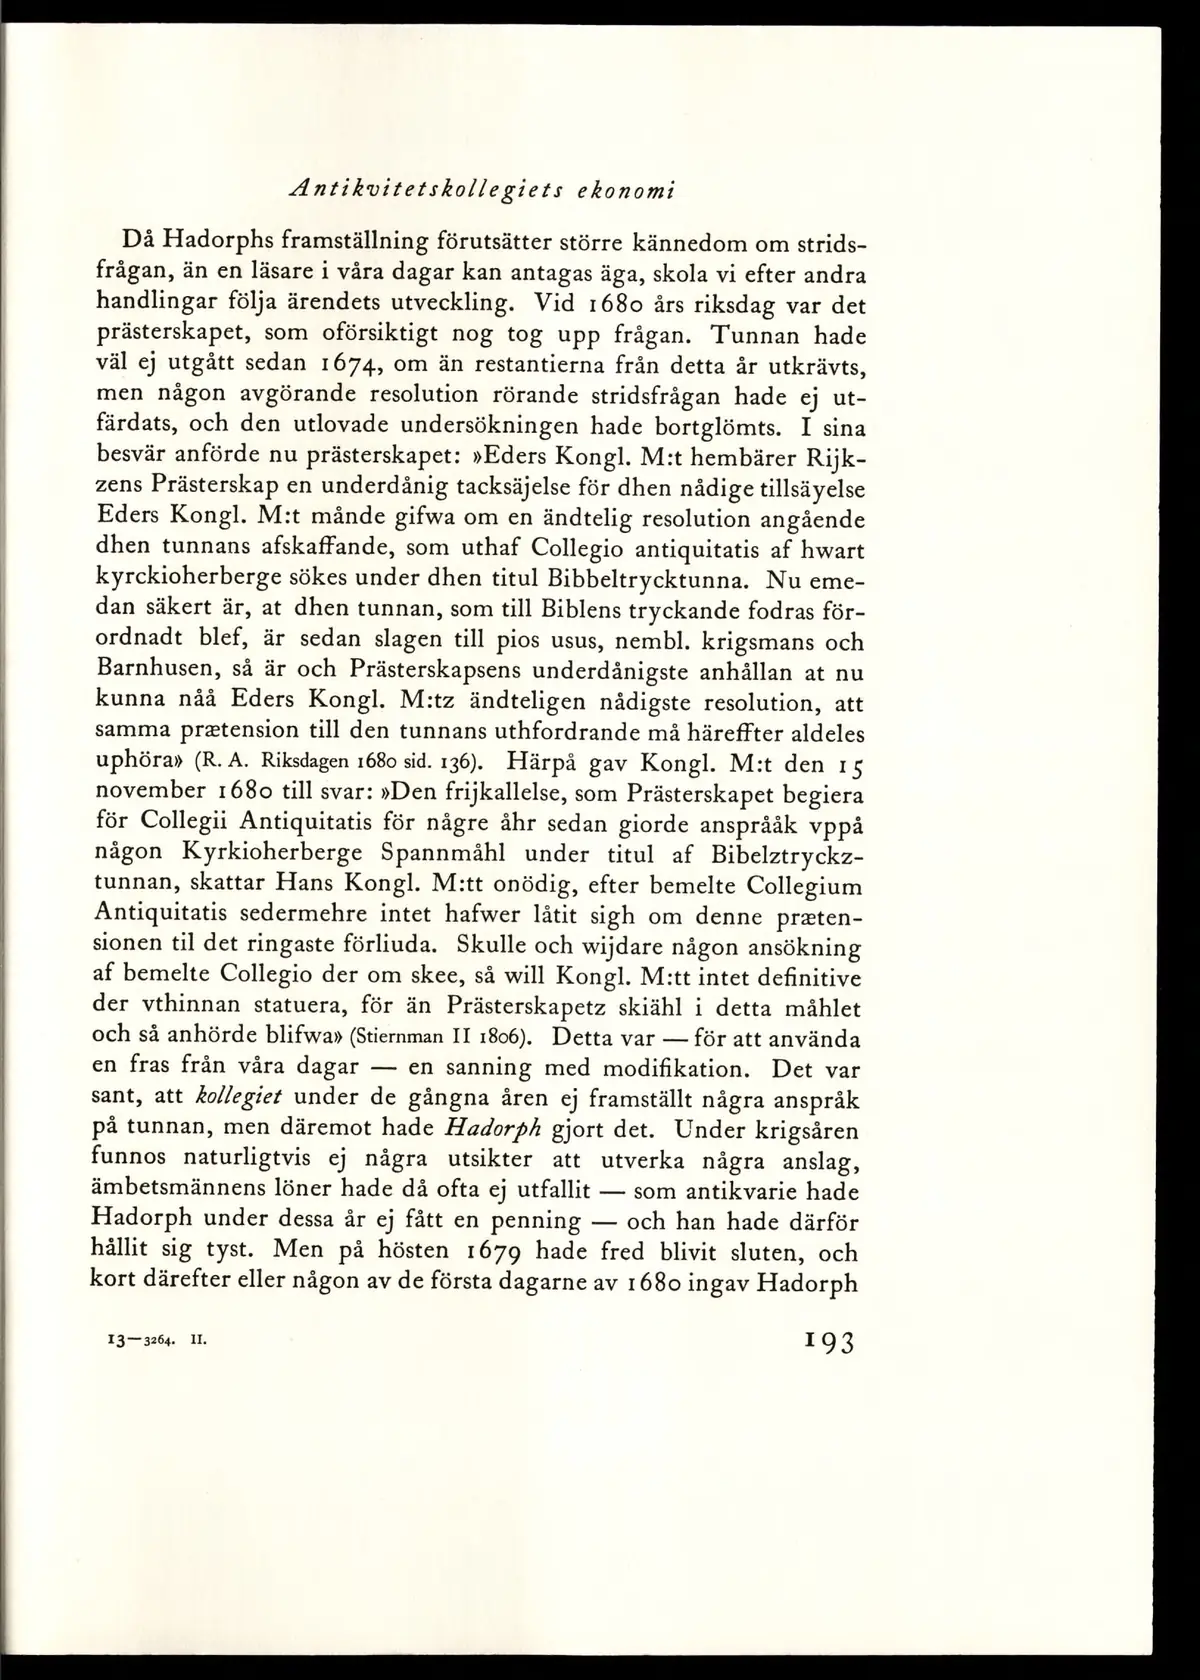 Antikvitetskollegiets ekonomi
Då Hadorphs framställning förutsätter större kännedom om strids-
frågan, än en läsare i våra dagar kan antagas äga, skola vi efter andra
handlingar följa ärendets utveckling. Vid 1680 års riksdag var det
prästerskapet, som oförsiktigt nog tog upp frågan. Tunnan hade
väl ej utgått sedan 1674, om än restantierna från detta år utkrävts,
men någon avgörande resolution rörande stridsfrågan hade ej ut-
färdats, och den utlovade undersökningen hade bortglömts. I sina
besvär anförde nu prästerskapet: »Eders Kongl. M:t hembärer Rijk-
zens Prästerskap en underdånig tacksäjelse för dhen nådige tillsäyelse
Eders Kongl. M:t månde gifwa om en ändtelig resolution angående
dhen tunnans afskaffande, som uthaf Collegio antiquitatis af hwart
kyrckioherberge sökes under dhen titul Bibbeltrycktunna. Nu eme-
dan säkert är, at dhen tunnan, som till Biblens tryckande fodras för-
ordnadt blef, är sedan slagen till pios usus, nembl. krigsmans och
Barnhusen, så är och Prästerskapsens underdånigste anhållan at nu
kunna nåå Eders Kongl. M:tz ändteligen nådigste resolution, att
samma prætension till den tunnans uthfordrande må häreffter aldeles
uphöra» (R. A. Riksdagen 1680 sid. 136). Härpå gav Kongl. M:t den 15
november 1680 till svar: »Den frijkallelse, som Prästerskapet begiera
för Collegii Antiquitatis för någre åhr sedan giorde ansprååk vppå
någon Kyrkioherberge Spannmåhl under titul af Bibelztryckz-
tunnan, skattar Hans Kongl. M:tt onödig, efter bemelte Collegium
Antiquitatis sedermehre intet hafwer låtit sigh om denne præten-
sionen til det ringaste förliuda. Skulle och wijdare någon ansökning
af bemelte Collegio der om skee, så will Kongl. M:tt intet definitive
der vthinnan statuera, för än Prästerskapetz skiähl i detta måhlet
och så anhörde blifwa» (Stiernman II 1806). Detta var — för att använda
en fras från våra dagar — en sanning med modifikation. Det var
sant, att kollegiet under de gångna åren ej framställt några anspråk
på tunnan, men däremot hade Hadorph gjort det. Under krigsåren
funnos naturligtvis ej några utsikter att utverka några anslag,
ämbetsmännens löner hade då ofta ej utfallit — som antikvarie hade
Hadorph under dessa år ej fått en penning — och han hade därför
hållit sig tyst. Men på hösten 1679 hade fred blivit sluten, och
kort därefter eller någon av de första dagarne av 1680 ingav Hadorph
13—3264. II.
193